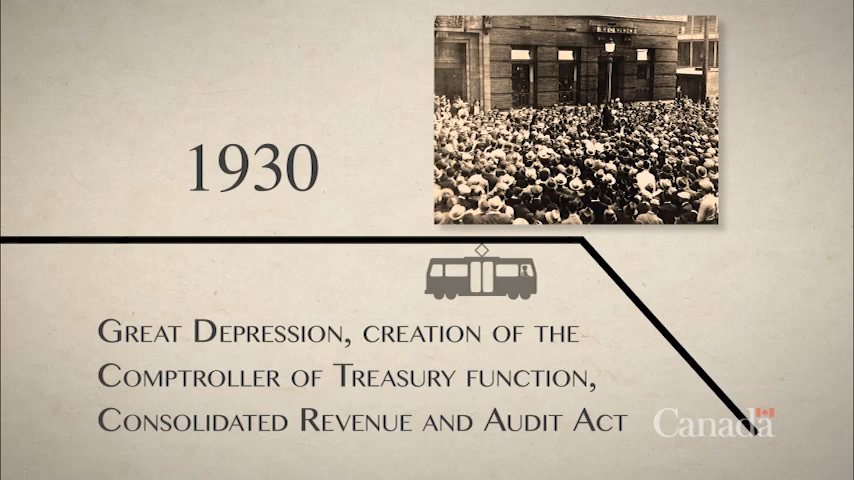 1930
Great Depression, creation of the
Comptroller of Treasury function,
Consolidated Revenue and Audit Act
Canada